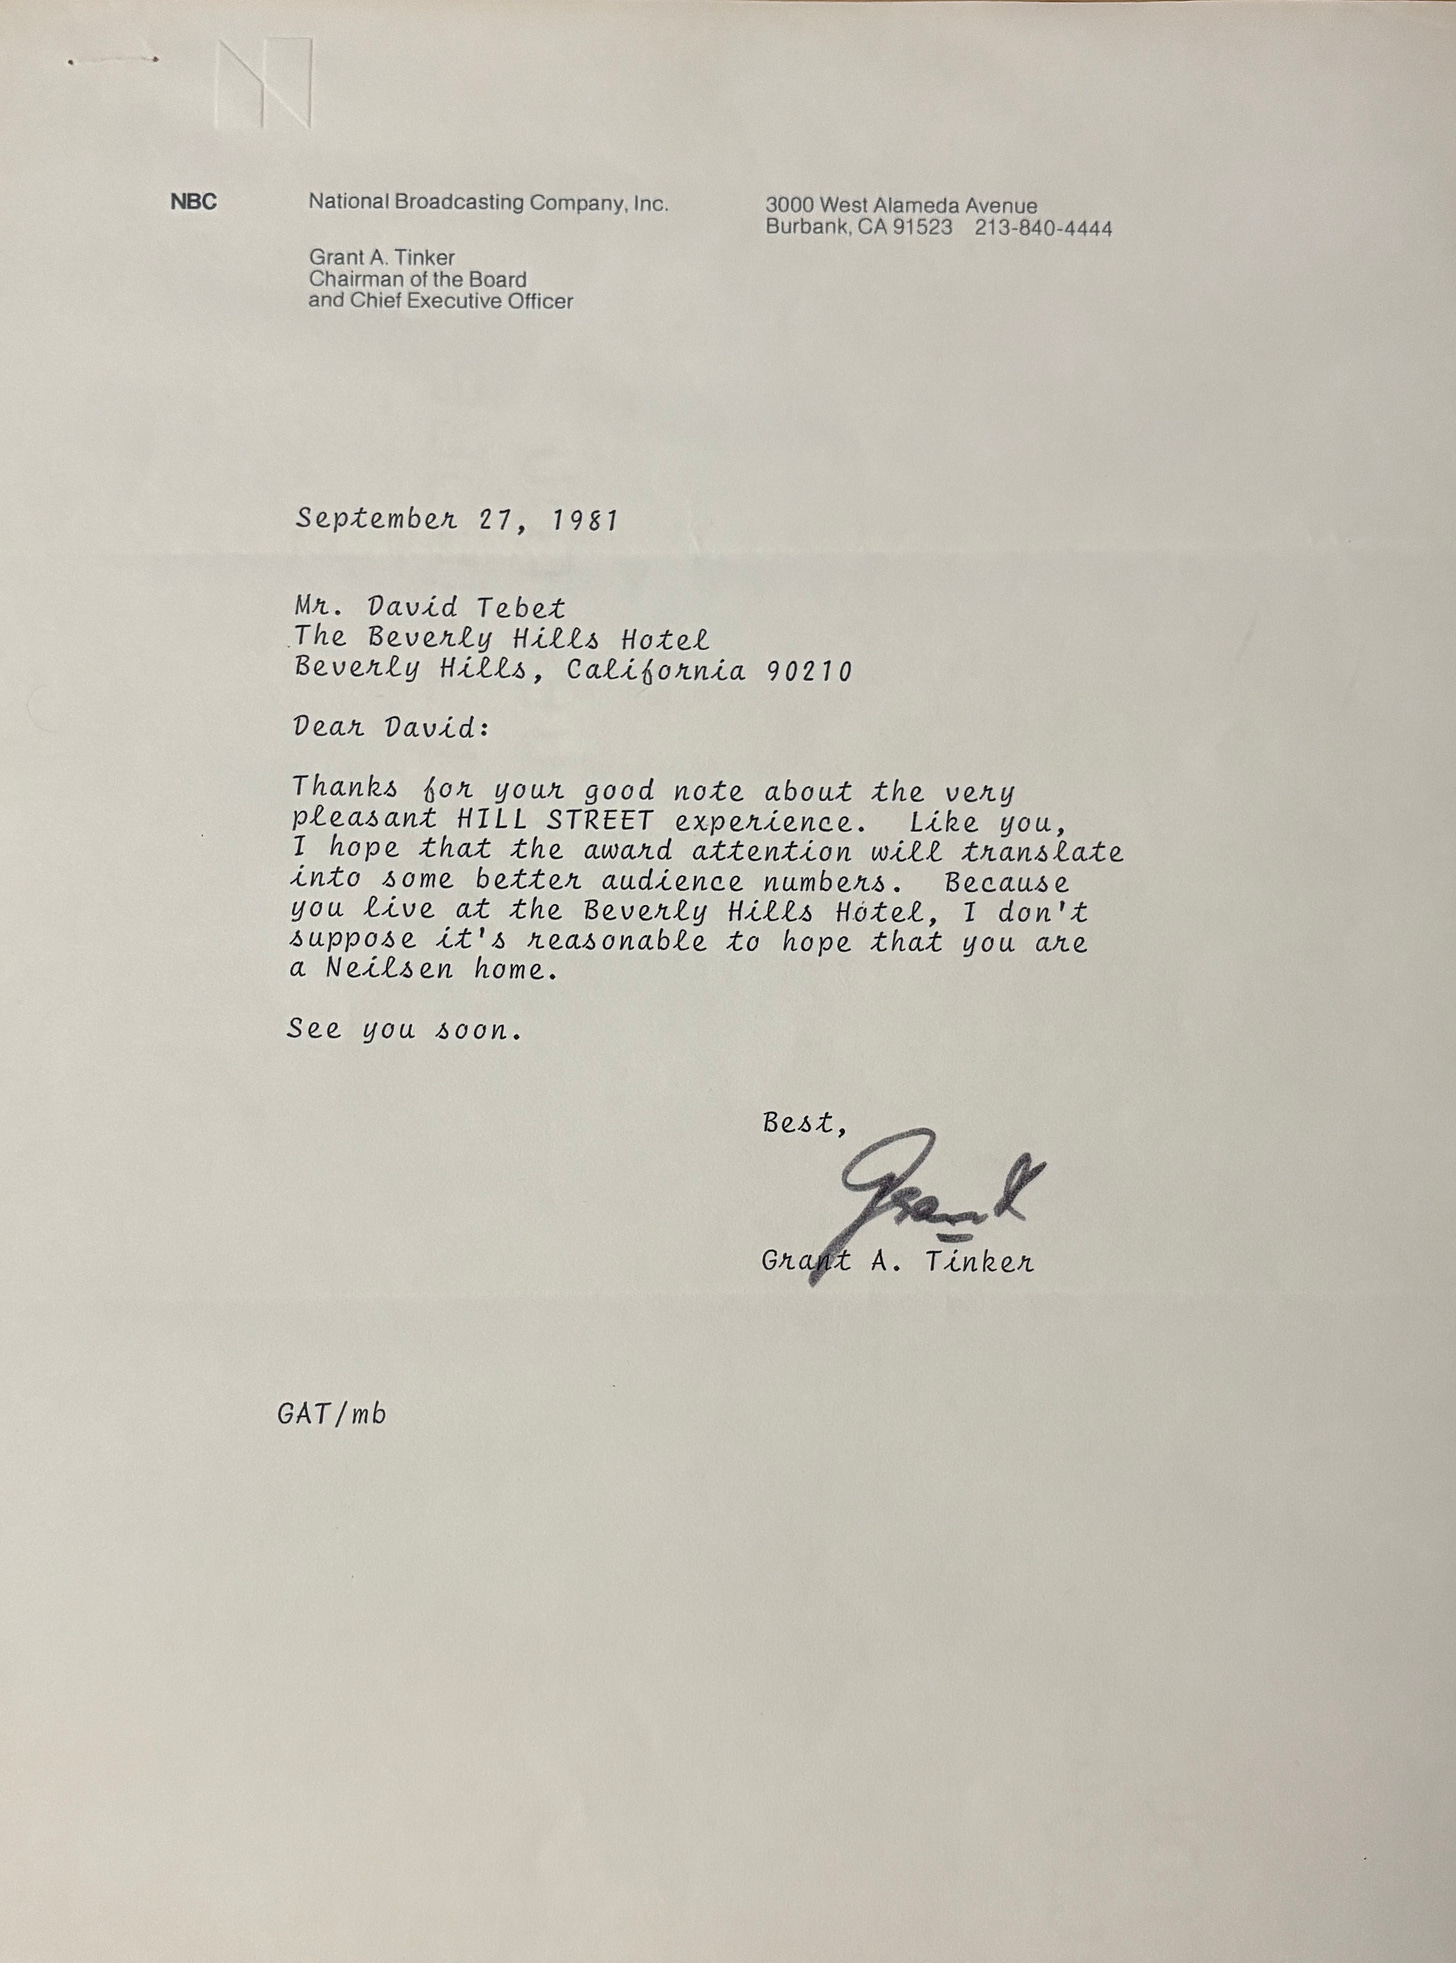 NBC
National Broadcasting Company, Inc.
3000 West Alameda Avenue
Burbank, CA 91523 213-840-4444
Grant A. Tinker
Chairman of the Board
and Chief Executive Officer
September 27, 1981
Mr. David Tebet
The Beverly Hills Hotel
Beverly Hills, California 90210
Dear David:
Thanks for your good note about the very
pleasant HILL STREET experience. Like you,
I hope that the award attention will translate
into some better audience numbers. Because
you live at the Beverly Hills Hotel, I don't
suppose it's reasonable to hope that you are
a Neilsen home.
See you soon.
Best,
Grant
Grant A. Tinker
GAT/mb